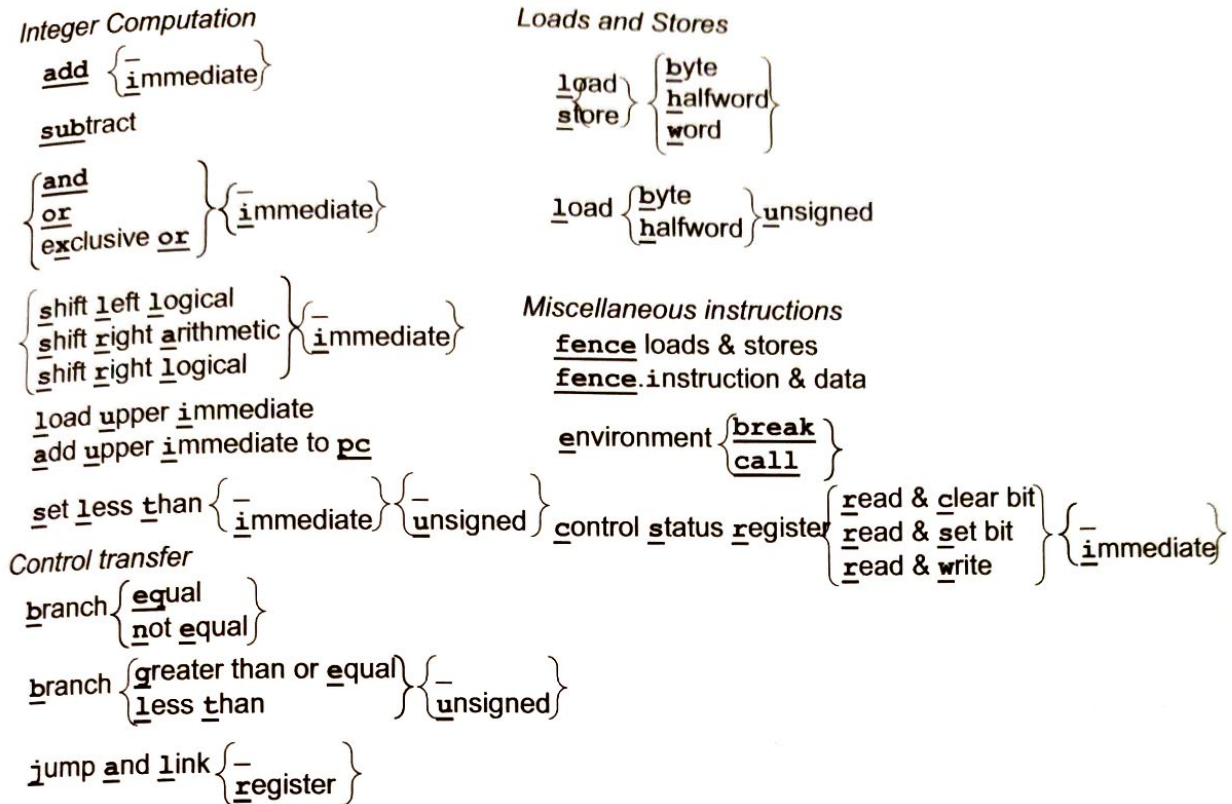 Integer Computation
add { _ immediate }
subtract
{ and
or
exclusive or } { _ immediate }
{ shift left logical
shift right arithmetic
shift right logical } { _ immediate }
load upper immediate
add upper immediate to pc
set less than { _ immediate } { _ unsigned }
Control transfer
branch { equal
not equal }
branch { greater than or equal
less than } { _ unsigned }
jump and link { _ register }
Loads and Stores
load
store } { byte
halfword
word }
load { byte
halfword } unsigned
Miscellaneous instructions
fence loads & stores
fence.instruction & data
environment { break
call }
control status register { read & clear bit
read & set bit
read & write } { _ immediate }